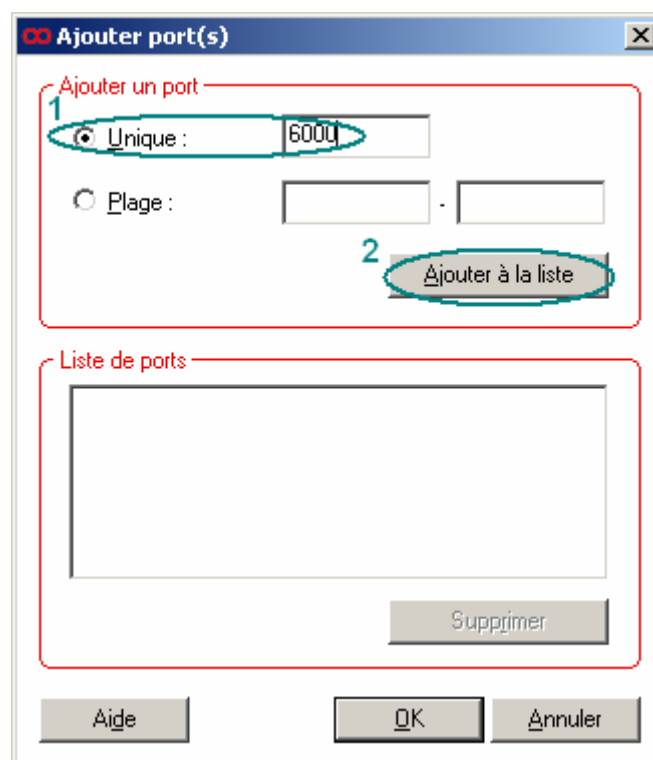 Ajouter port(s)
Ajouter un port
1
Unique : 6000
Plage : -
2
Ajouter à la liste
Liste de ports
Supprimer
Aide OK Annuler